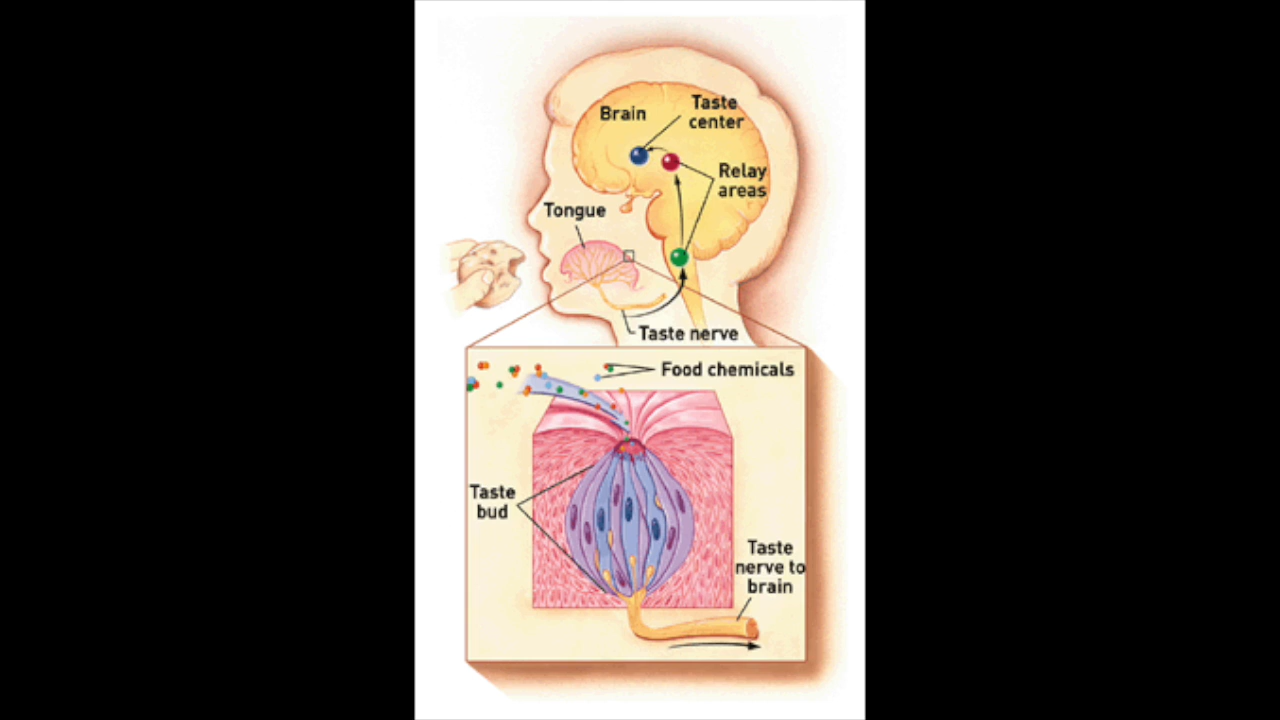 Brain
Taste
center
Relay
areas
Tongue
Taste nerve
Food chemicals
Taste
bud
Taste
nerve to
brain